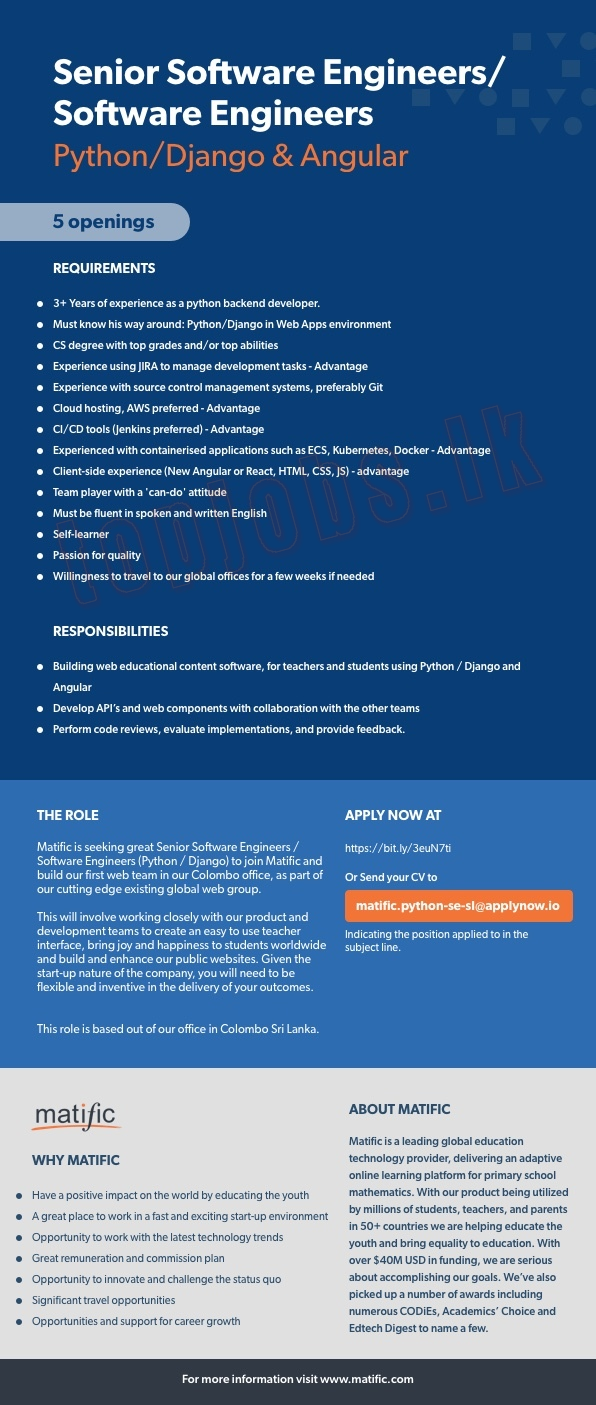 Senior Software Engineers/
Software Engineers
Python/Django & Angular
5 openings
REQUIREMENTS
3+ Years of experience as a python backend developer.
Must know his way around: Python/Django in Web Apps environment
CS degree with top grades and/or top abilities
Experience using JIRA to manage development tasks - Advantage
Experience with source control management systems, preferably Git
Cloud hosting, AWS preferred - Advantage
CI/CD tools (Jenkins preferred) - Advantage
Experienced with containerised applications such as ECS, Kubernetes, Docker - Advantage
Client-side experience (New Angular or React, HTML, CSS, JS) - advantage
Team player with a 'can-do' attitude
Must be fluent in spoken and written English
Self-learner
Passion for quality
Willingness to travel to our global offices for a few weeks if needed
topjobs.lk
RESPONSIBILITIES
Building web educational content software, for teachers and students using Python / Django and
Angular
Develop API's and web components with collaboration with the other teams
Perform code reviews, evaluate implementations, and provide feedback.
THE ROLE
Matific is seeking great Senior Software Engineers /
Software Engineers (Python / Django) to join Matific and
build our first web team in our Colombo office, as part of
our cutting edge existing global web group.
This will involve working closely with our product and
development teams to create an easy to use teacher
interface, bring joy and happiness to students worldwide
and build and enhance our public websites. Given the
start-up nature of the company, you will need to be
flexible and inventive in the delivery of your outcomes.
This role is based out of our office in Colombo Sri Lanka.
APPLY NOW AT
https://bit.ly/3euN7ti
Or Send your CV to
matific.python-se-sl@applynow.io
Indicating the position applied to in the
subject line.
matific
WHY MATIFIC
Have a positive impact on the world by educating the youth
A great place to work in a fast and exciting start-up environment
Opportunity to work with the latest technology trends
Great remuneration and commission plan
Opportunity to innovate and challenge the status quo
Significant travel opportunities
Opportunities and support for career growth
ABOUT MATIFIC
Matific is a leading global education
technology provider, delivering an adaptive
online learning platform for primary school
mathematics. With our product being utilized
by millions of students, teachers, and parents
in 50+ countries we are helping educate the
youth and bring equality to education. With
over $40M USD in funding, we are serious
about accomplishing our goals. We've also
picked up a number of awards including
numerous CODiEs, Academics' Choice and
Edtech Digest to name a few.
For more information visit www.matific.com